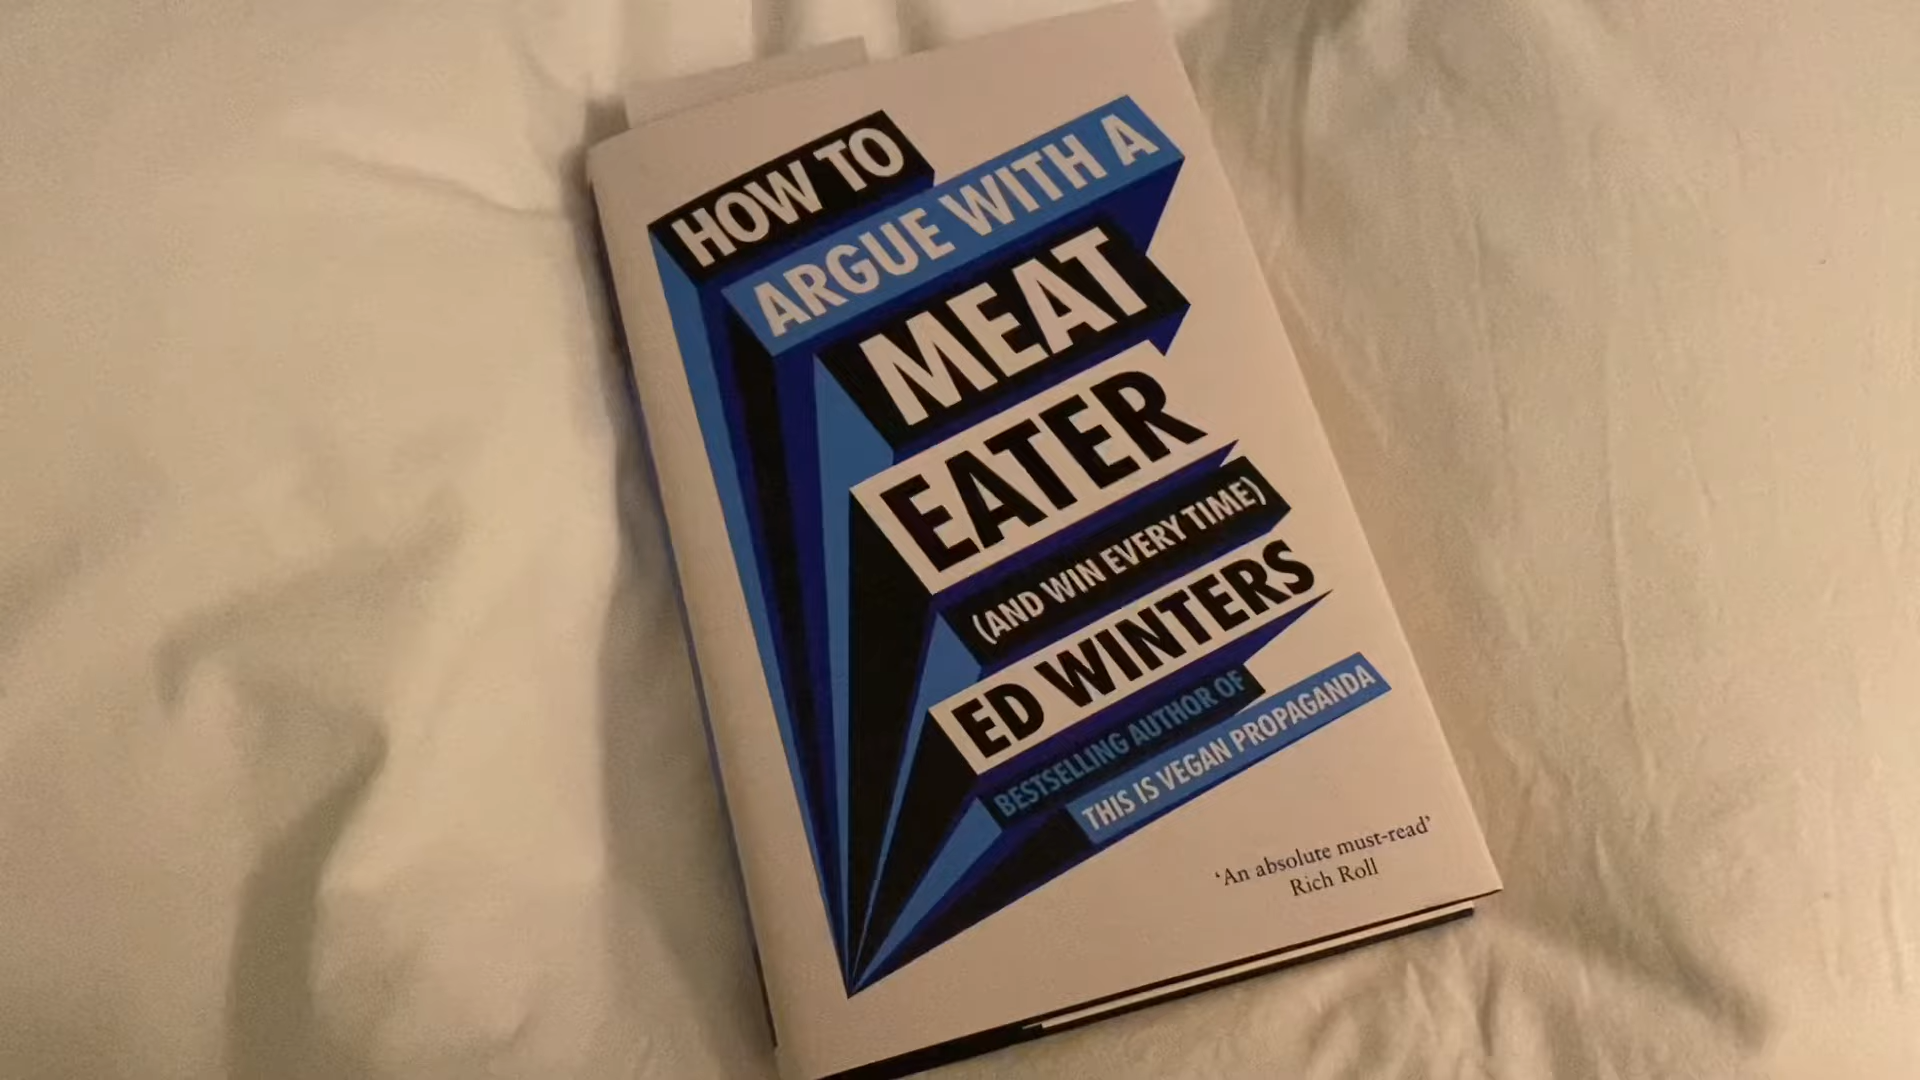 HOW TO
ARGUE WITH A
MEAT
EATER
(AND WIN EVERY TIME)
ED WINTERS
BESTSELLING AUTHOR OF
THIS IS VEGAN PROPAGANDA
‘An absolute must-read’
Rich Roll